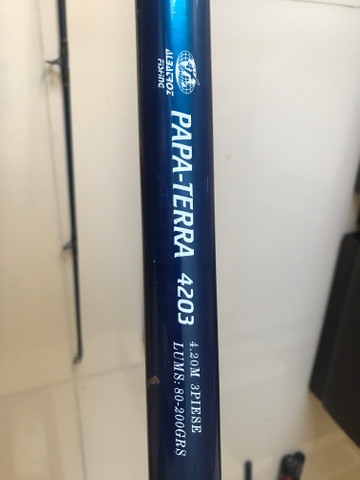 ALBATROZ
FISHING
PAPA-TERRA 4203
4.20M 3PIESE
LUMS: 80-200GRS